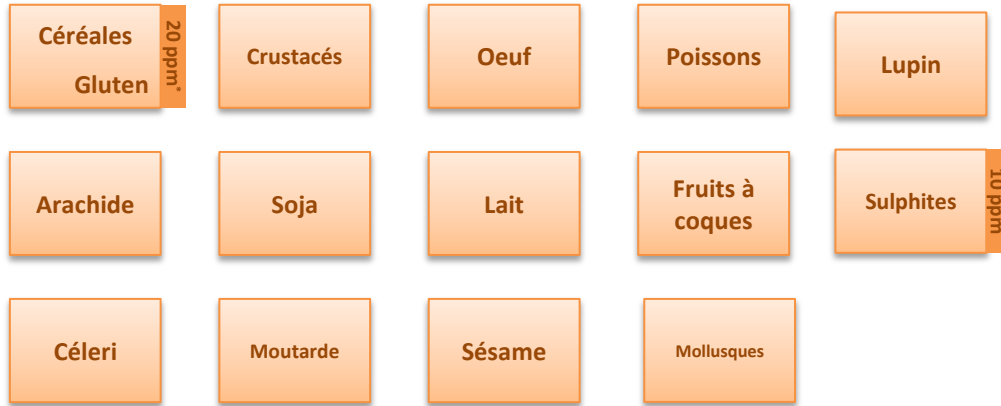 Céréales
Gluten
20 ppm*
Crustacés
Oeuf
Poissons
Lupin
Arachide
Soja
Lait
Fruits à
coques
Sulphites
10 ppm
Céleri
Moutarde
Sésame
Mollusques